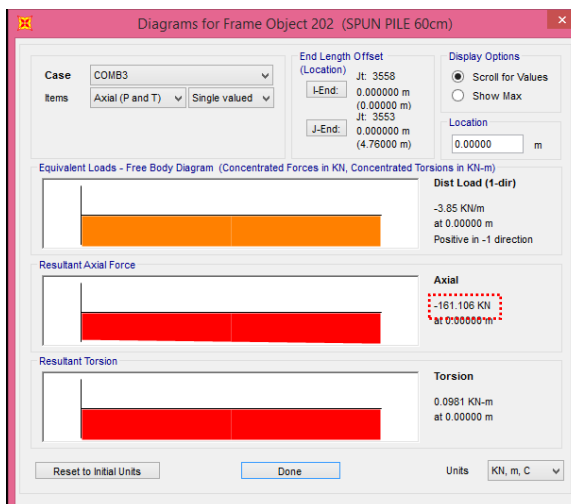 Diagrams for Frame Object 202 (SPUN PILE 60cm)
Case COMB3
Items Axial (P and T) Single valued
End Length Offset
(Location)
Jt: 3558
I-End: 0.000000 m
(0.00000 m)
Jt: 3553
J-End: 0.000000 m
(4.76000 m)
Display Options
Scroll for Values
Show Max
Location
0.00000 m
Equivalent Loads - Free Body Diagram (Concentrated Forces in KN, Concentrated Torsions in KN-m)
Dist Load (1-dir)
-3.85 KN/m
at 0.00000 m
Positive in -1 direction
Resultant Axial Force
Axial
-161.106 KN
at 0.00000 m
Resultant Torsion
Torsion
0.0981 KN-m
at 0.00000 m
Reset to Initial Units Done Units KN, m, C